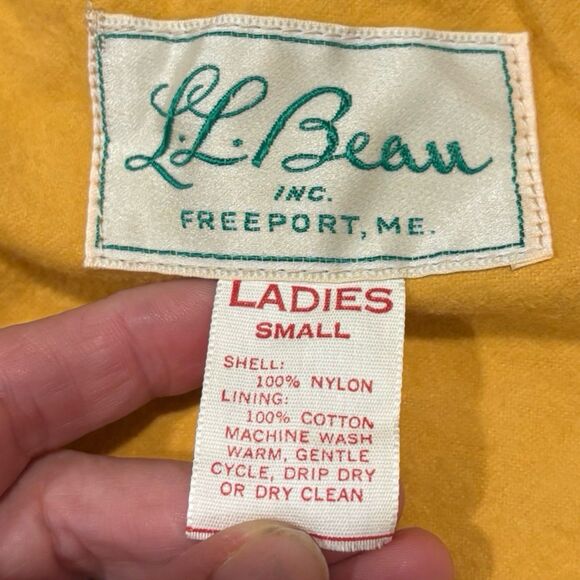 L.L. Bean
INC.
FREEPORT, ME.
LADIES
SMALL
SHELL:
100% NYLON
LINING:
100% COTTON
MACHINE WASH
WARM, GENTLE
CYCLE, DRIP DRY
OR DRY CLEAN